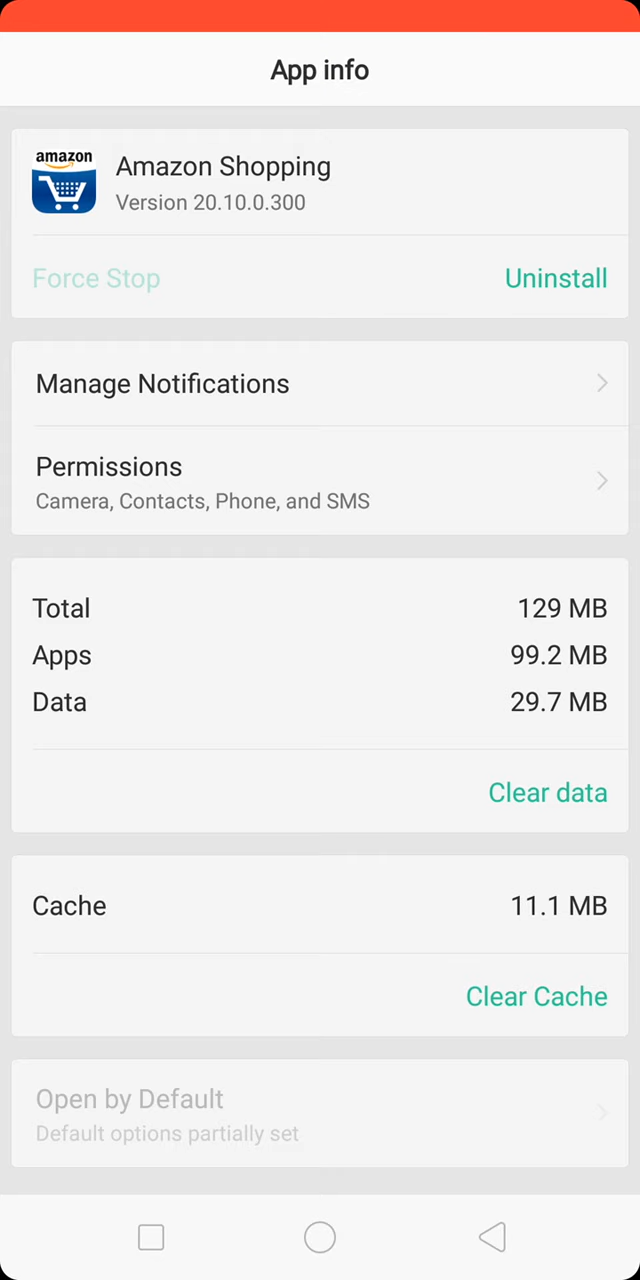 App info
amazon
Amazon Shopping
Version 20.10.0.300
Force Stop
Uninstall
Manage Notifications
Permissions
Camera, Contacts, Phone, and SMS
Total
129 MB
Apps
99.2 MB
Data
29.7 MB
Clear data
Cache
11.1 MB
Clear Cache
Open by Default
Default options partially set